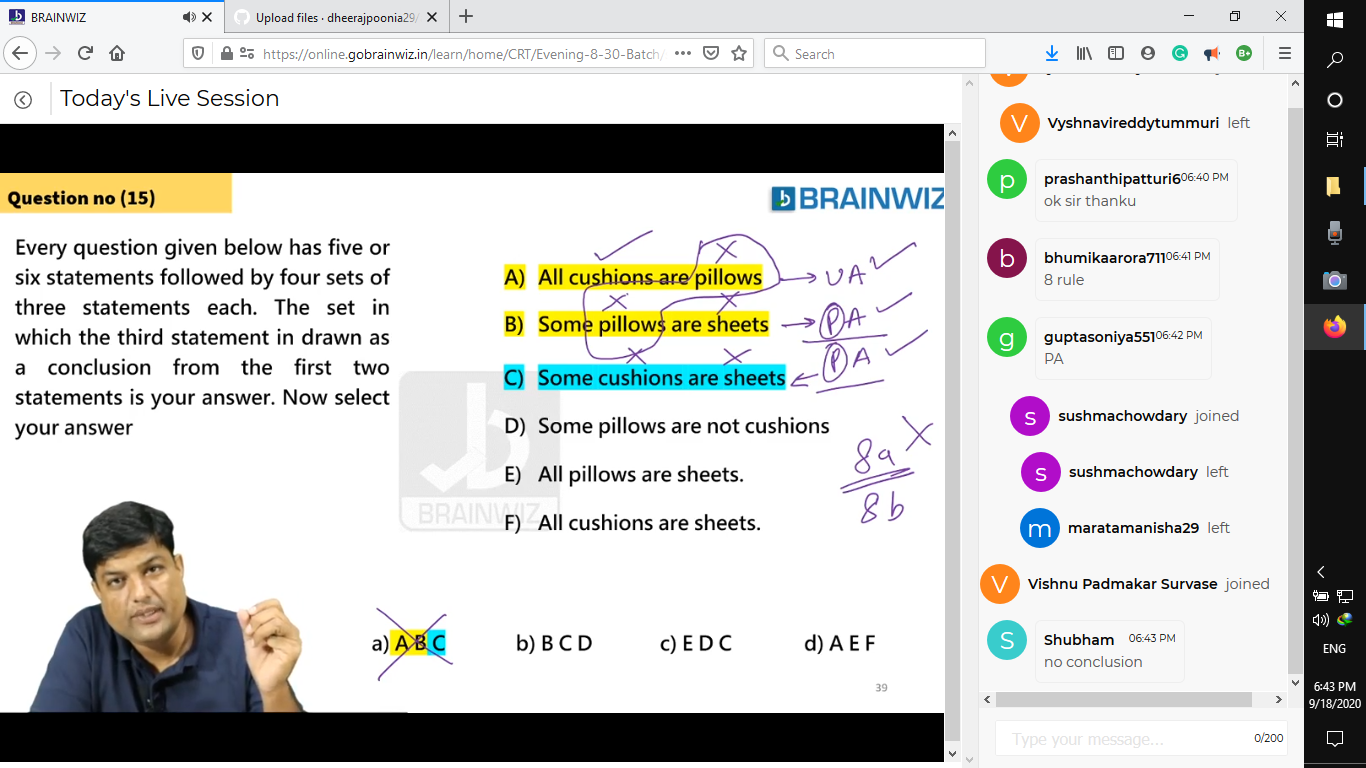 BRAINWIZ
Upload files · dheerajpoonia29/
https://online.gobrainwiz.in/learn/home/CRT/Evening-8-30-Batch/
Search
Today's Live Session
Question no (15)
BRAINWIZ
Every question given below has five or
six statements followed by four sets of
three statements each. The set in
which the third statement in drawn as
a conclusion from the first two
statements is your answer. Now select
your answer
A) All cushions are pillows
UA
B) Some pillows are sheets
PA
C) Some cushions are sheets
PA
D) Some pillows are not cushions
8a X
8b
E) All pillows are sheets.
F) All cushions are sheets.
BRAINWIZ
a) A B C
b) B C D
c) E D C
d) A E F
39
V
Vyshnavireddytummuri left
p
prashanthipatturi6 06:40 PM
ok sir thanku
b
bhumikaarora711 06:41 PM
8 rule
g
guptasoniya551 06:42 PM
PA
s
sushmachowdary joined
s
sushmachowdary left
m
maratamanisha29 left
V
Vishnu Padmakar Survase joined
S
Shubham 06:43 PM
no conclusion
Type your message...
0/200
ENG
6:43 PM
9/18/2020